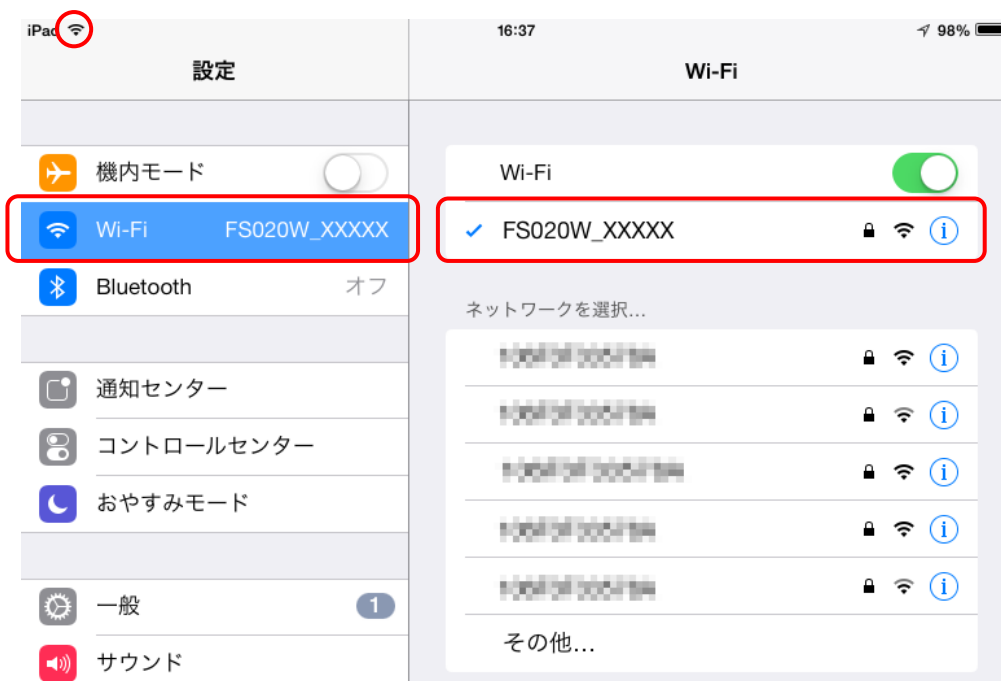 iPad 16:37 98%
設定
Wi-Fi
機内モード
Wi-Fi FS020W_XXXXX
Bluetooth オフ
通知センター
コントロールセンター
おやすみモード
一般 1
サウンド
Wi-Fi
FS020W_XXXXX
ネットワークを選択...
その他...